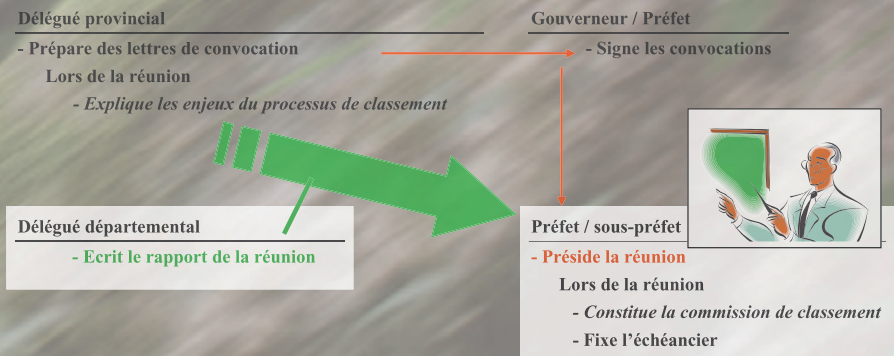 Délégué provincial
- Prépare des lettres de convocation
Lors de la réunion
- Explique les enjeux du processus de classement
Gouverneur / Préfet
- Signe les convocations
Délégué départemental
- Ecrit le rapport de la réunion
Préfet / sous-préfet
- Préside la réunion
Lors de la réunion
- Constitue la commission de classement
- Fixe l’échéancier